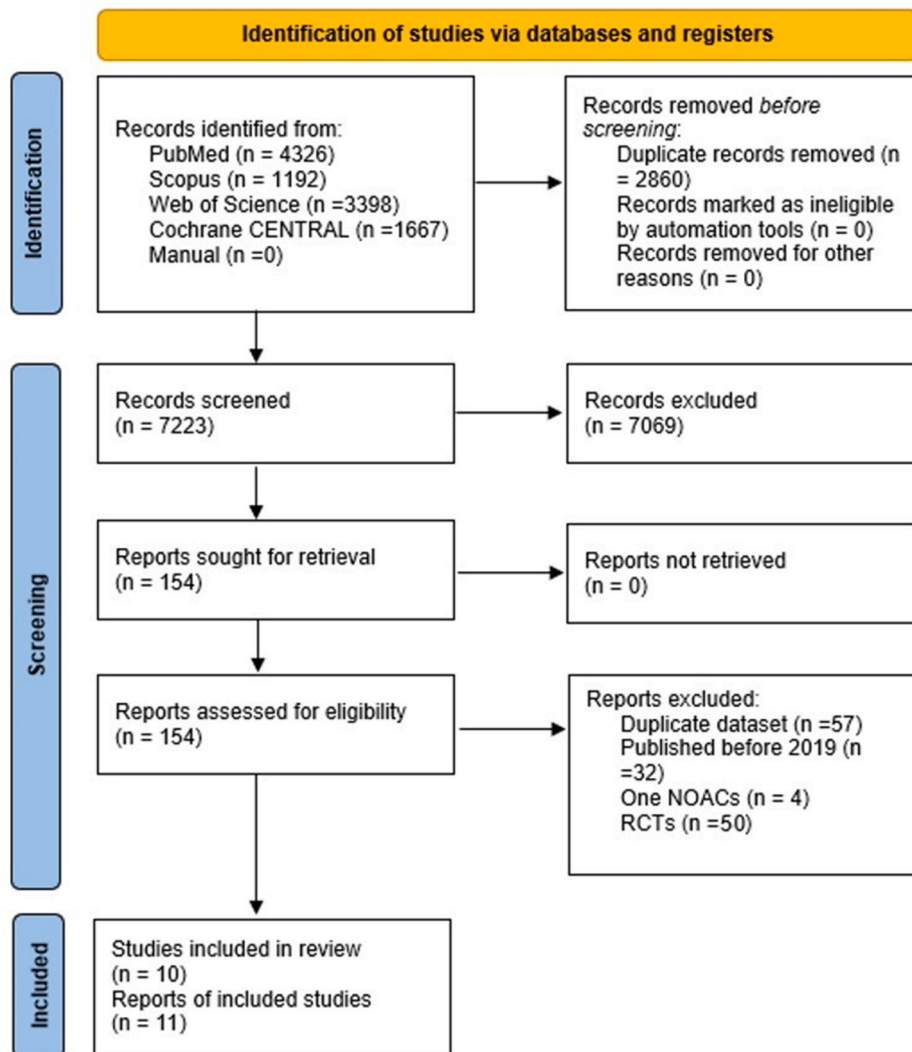 Identification of studies via databases and registers
Identification
Records identified from:
PubMed (n = 4326)
Scopus (n = 1192)
Web of Science (n =3398)
Cochrane CENTRAL (n =1667)
Manual (n =0)
Records removed before
screening:
Duplicate records removed (n
= 2860)
Records marked as ineligible
by automation tools (n = 0)
Records removed for other
reasons (n = 0)
Screening
Records screened
(n = 7223)
Records excluded
(n = 7069)
Reports sought for retrieval
(n = 154)
Reports not retrieved
(n = 0)
Reports assessed for eligibility
(n = 154)
Reports excluded:
Duplicate dataset (n =57)
Published before 2019 (n
=32)
One NOACs (n = 4)
RCTs (n =50)
Included
Studies included in review
(n = 10)
Reports of included studies
(n = 11)